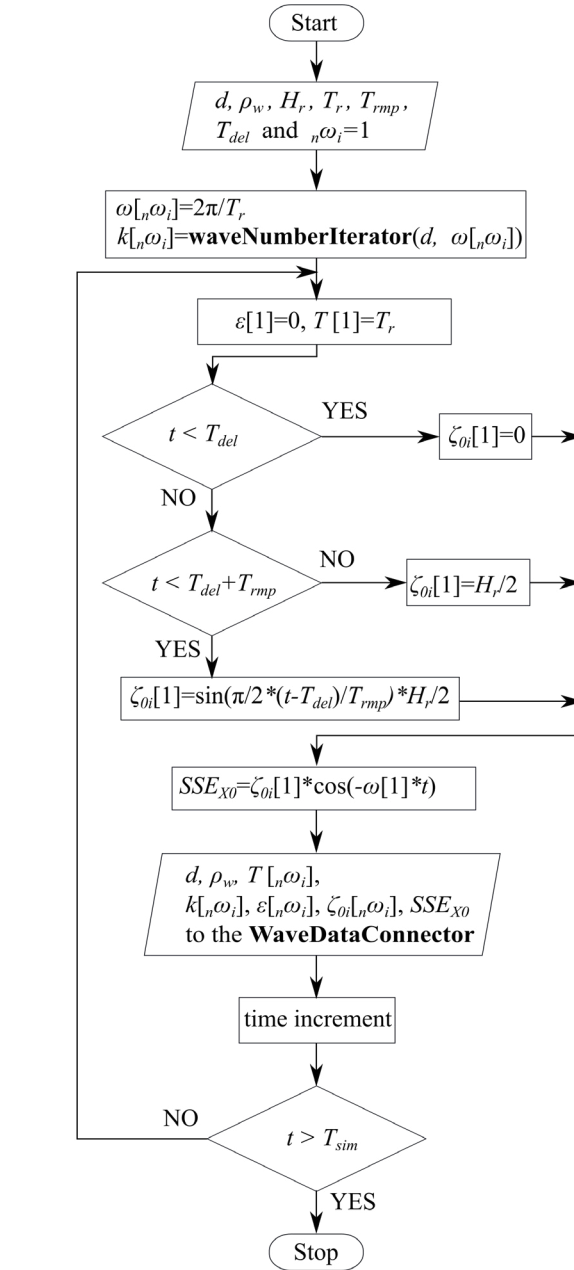 Start
d, ρw, Hr, Tr, Trmp,
Tdel and nωi=1
ω[nωi]=2π/Tr
k[nωi]=waveNumberIterator(d, ω[nωi])
ε[1]=0, T[1]=Tr
t < Tdel
YES
ζ0i[1]=0
NO
t < Tdel+Trmp
NO
ζ0i[1]=Hr/2
YES
ζ0i[1]=sin(π/2*(t-Tdel)/Trmp)*Hr/2
SSEX0=ζ0i[1]*cos(-ω[1]*t)
d, ρw, T[nωi],
k[nωi], ε[nωi], ζ0i[nωi], SSEX0
to the WaveDataConnector
time increment
NO
t > Tsim
YES
Stop